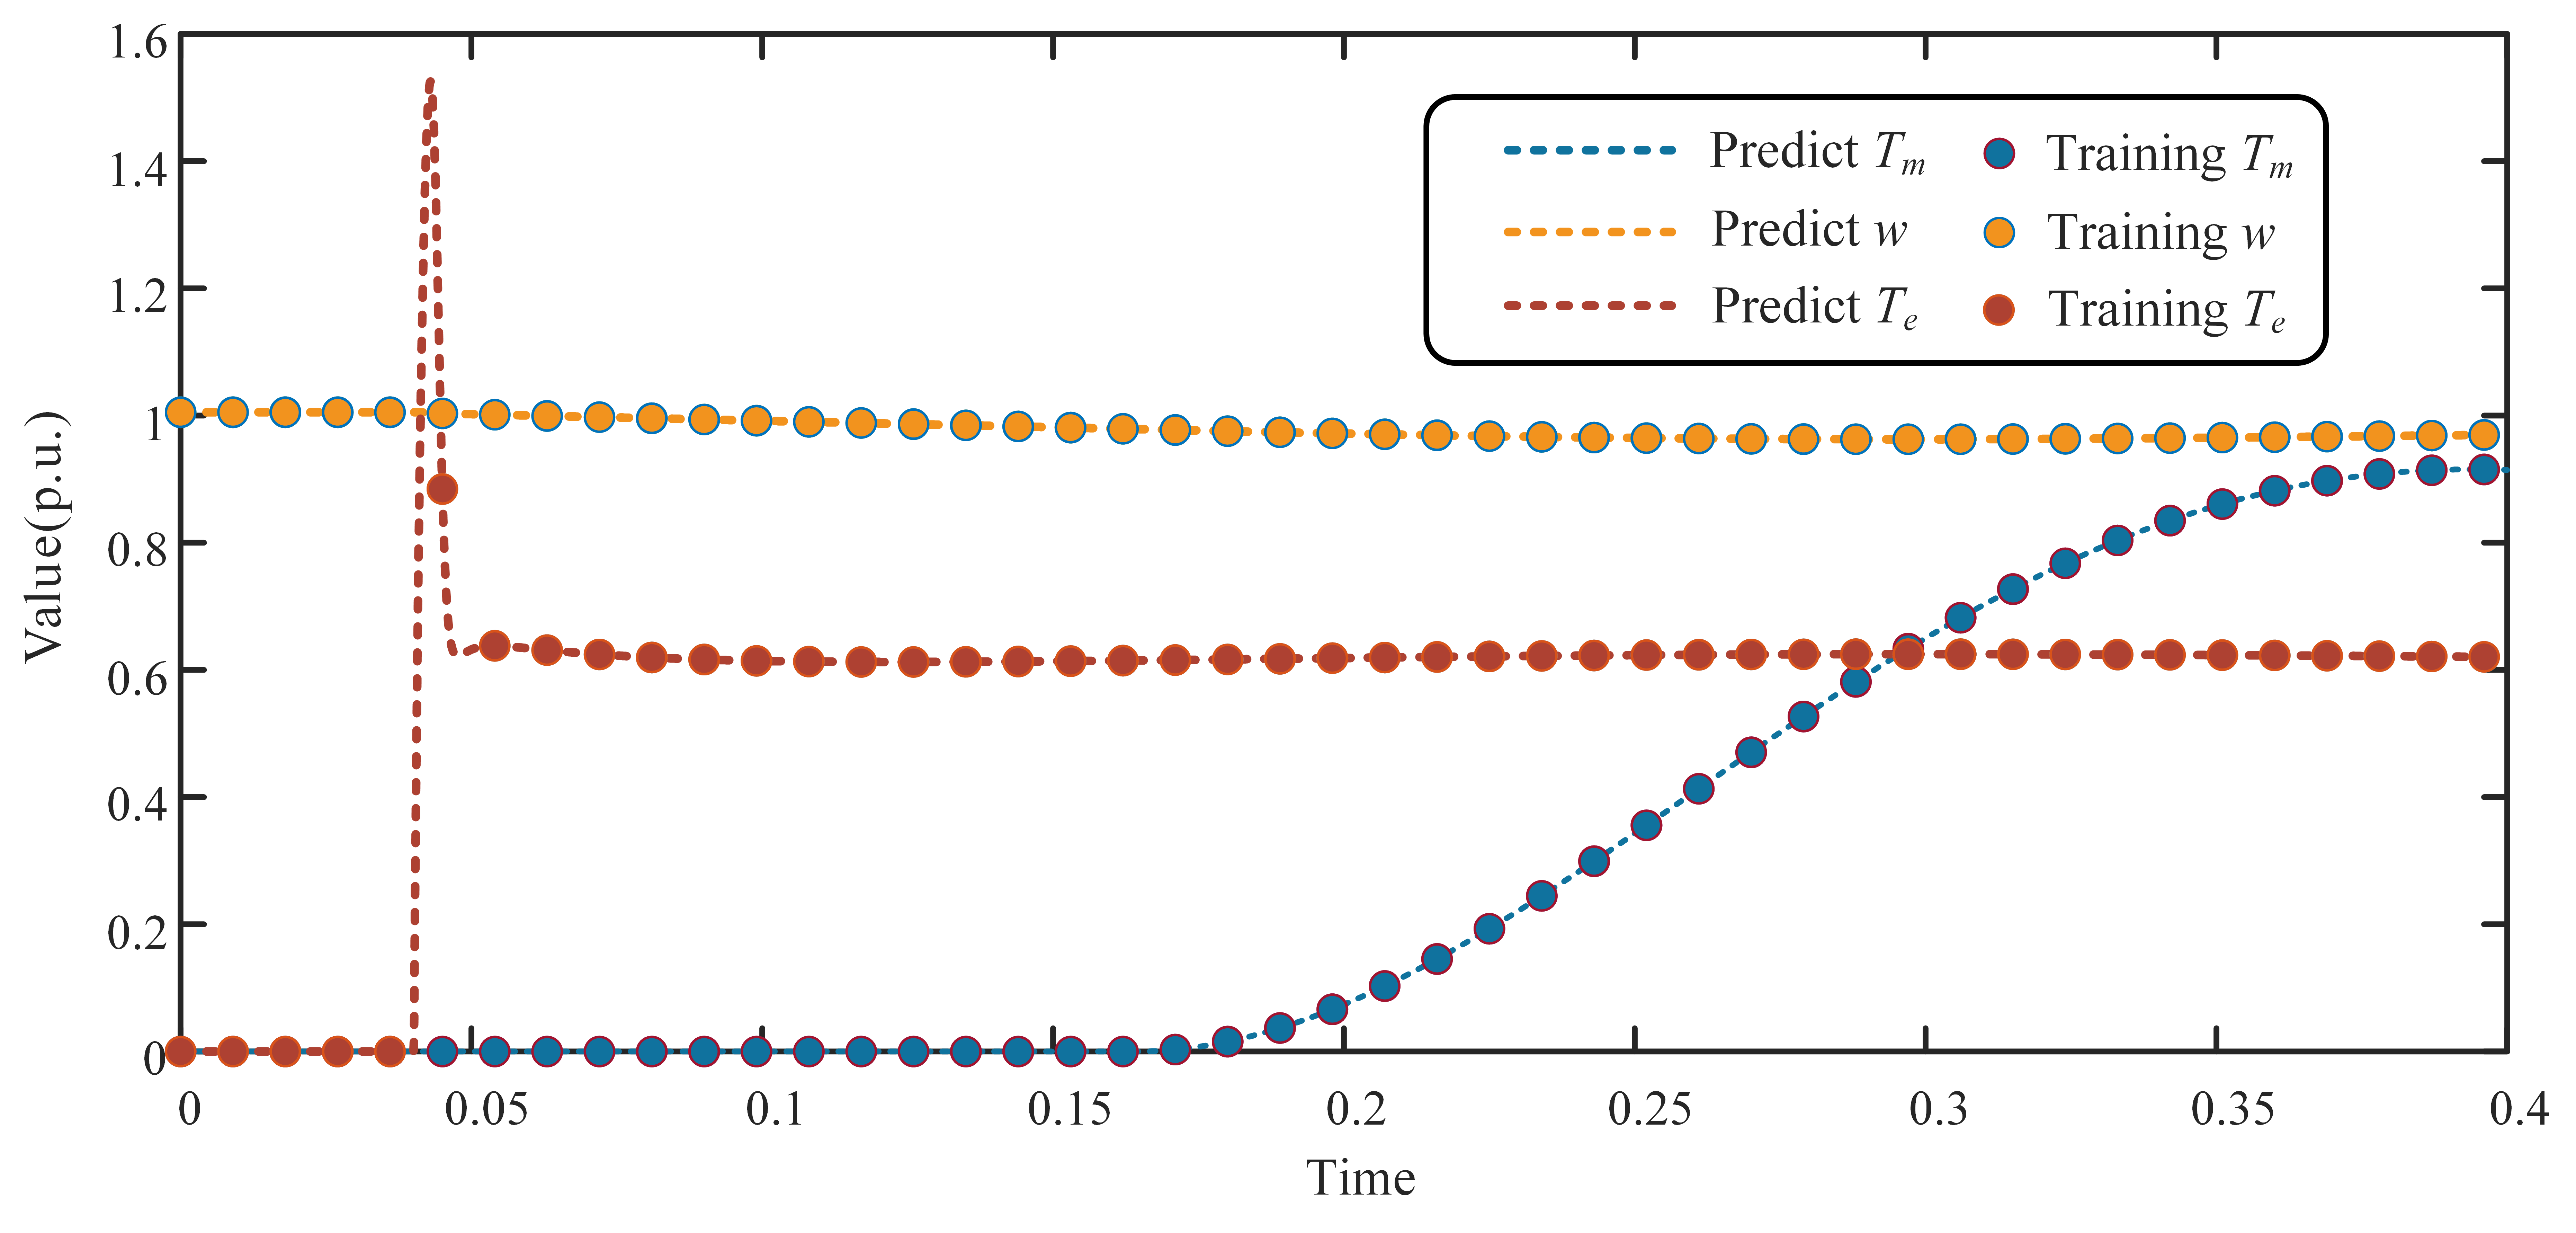 1.6
1.4
1.2
1
0.8
0.6
0.4
0.2
0
Value(p.u.)
Predict Tm
Training Tm
Predict w
Training w
Predict Te
Training Te
0 0.05 0.1 0.15 0.2 0.25 0.3 0.35 0.4
Time